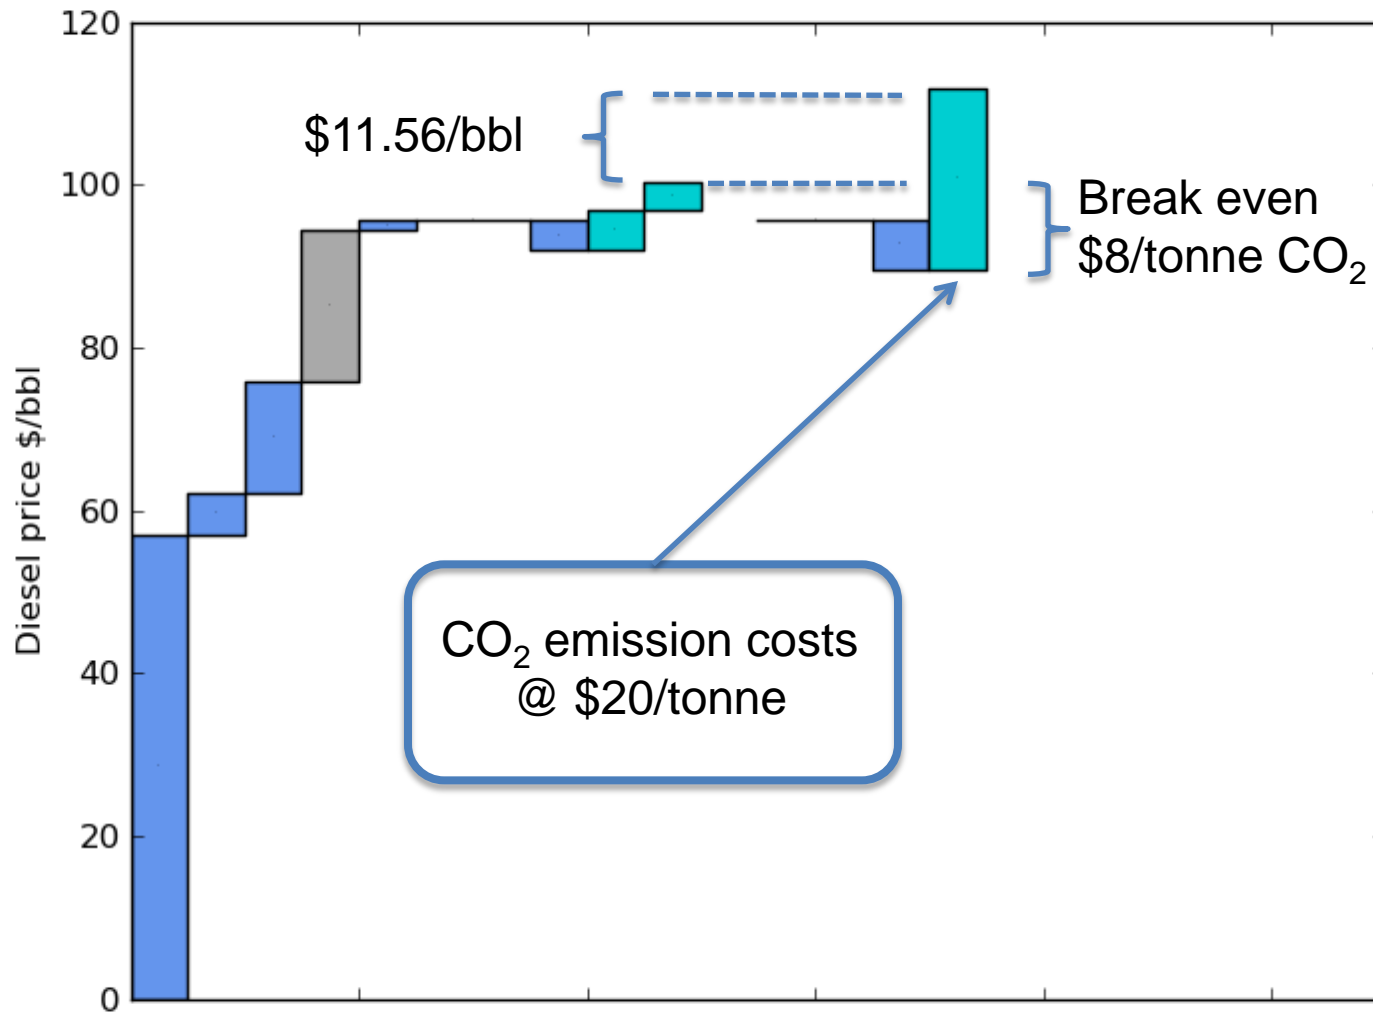 120
$11.56/bbl
100
Break even
$8/tonne CO₂
80
Diesel price $/bbl
60
CO₂ emission costs
@ $20/tonne
40
20
0